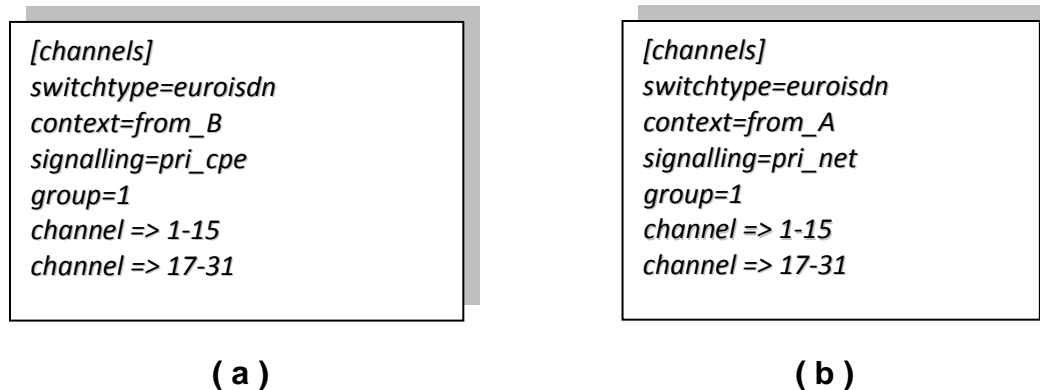 [channels]
switchtype=euroisdn
context=from_B
signalling=pri_cpe
group=1
channel => 1-15
channel => 17-31
( a )
[channels]
switchtype=euroisdn
context=from_A
signalling=pri_net
group=1
channel => 1-15
channel => 17-31
( b )